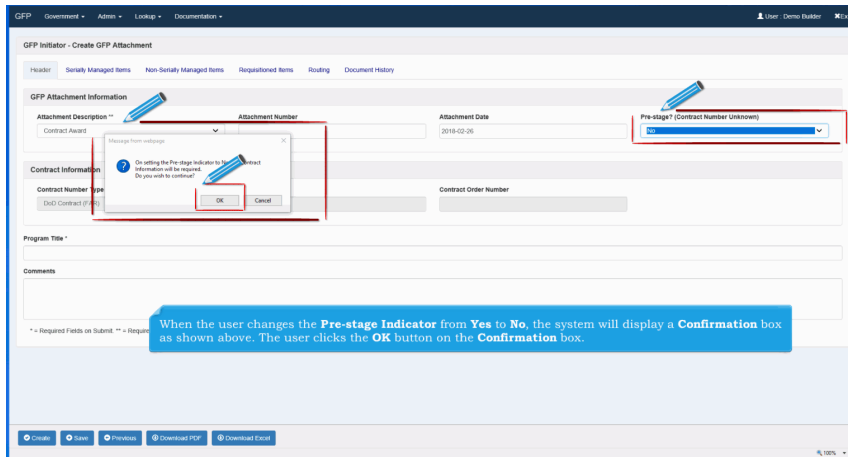 GFP Government Admin Lookup Documentation User : Demo Builder
GFP Initiator - Create GFP Attachment
Header Serially Managed Items Non-Serially Managed Items Requisitioned Items Routing Document History
GFP Attachment Information
Attachment Description ** Attachment Number Attachment Date Pre-stage? (Contract Number Unknown)
Contract Award 2018-02-26 No
Message from webpage
On setting the Pre-stage Indicator to
Information will be required.
Do you wish to continue?
OK Cancel
Contract Information
Contract Number Type Contract Order Number
DoD Contract (FAR)
Program Title *
Comments
* = Required Fields on Submit. ** =
When the user changes the Pre-stage Indicator from Yes to No, the system will display a Confirmation box
as shown above. The user clicks the OK button on the Confirmation box.
Create Save Previous Download PDF Download Excel
100%